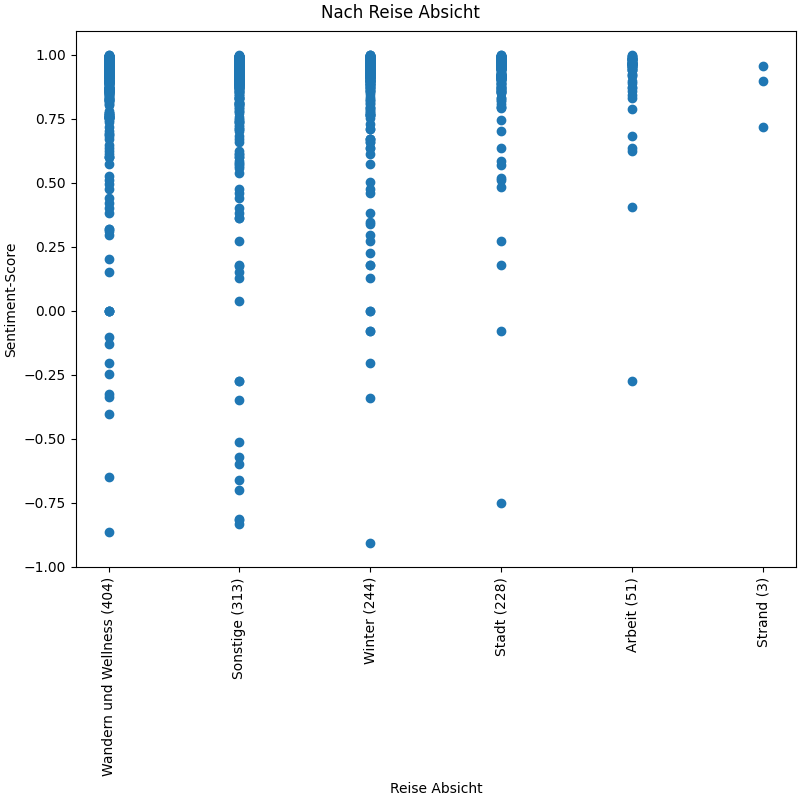 Nach Reise Absicht
Sentiment-Score
1.00
0.75
0.50
0.25
0.00
−0.25
−0.50
−0.75
−1.00
Wandern und Wellness (404)
Sonstige (313)
Winter (244)
Stadt (228)
Arbeit (51)
Strand (3)
Reise Absicht